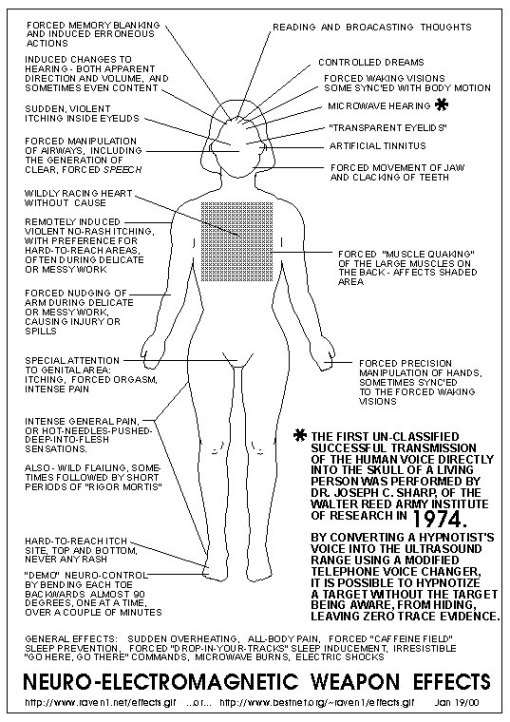 FORCED MEMORY BLANKING
AND INDUCED ERRONEOUS
ACTIONS
READING AND BROCASTING THOUGHTS
INDUCED CHANGES TO
HEARING - BOTH APPARENT
DIRECTION AND VOLUME, AND
SOMETIMES EVEN CONTENT
CONTROLLED DREAMS
FORCED WAKING VISIONS
SOME SYNC'ED WITH BODY MOTION
MICROWAVE HEARING *
SUDDEN, VIOLENT
ITCHING INSIDE EYELIDS
"TRANSPARENT EYELIDS"
ARTIFICIAL TINNITUS
FORCED MANIPULATION
OF AIRWAYS, INCLUDING
THE GENERATION OF
CLEAR, FORCED SPEECH
FORCED MOVEMENT OF JAW
AND CLACKING OF TEETH
WILDLY RACING HEART
WITHOUT CAUSE
REMOTELY INDUCED
VIOLENT NO-RASH ITCHING,
WITH PREFERENCE FOR
HARD-TO-REACH AREAS,
OFTEN DURING DELICATE
OR MESSY WORK
FORCED "MUSCLE QUAKING"
OF THE LARGE MUSCLES ON
THE BACK - AFFECTS SHADED
AREA
FORCED NUDGING OF
ARM DURING DELICATE
OR MESSY WORK,
CAUSING INJURY OR
SPILLS
SPECIAL ATTENTION
TO GENITAL AREA:
ITCHING, FORCED ORGASM,
INTENSE PAIN
FORCED PRECISION
MANIPULATION OF HANDS,
SOMETIMES SYNC'ED
TO THE FORCED WAKING
VISIONS
INTENSE GENERAL PAIN,
OR HOT-NEEDLES-PUSHED-
DEEP-INTO-FLESH
SENSATIONS.
ALSO - WILD FLAILING, SOME-
TIMES FOLLOWED BY SHORT
PERIODS OF "RIGOR MORTIS"
* THE FIRST UN-CLASSIFIED
SUCCESSFUL TRANSMISSION
OF THE HUMAN VOICE DIRECTLY
INTO THE SKULL OF A LIVING
PERSON WAS PERFORMED BY
DR. JOSEPH C. SHARP, OF THE
WALTER REED ARMY INSTITUTE
OF RESEARCH IN 1974.
BY CONVERTING A HYPNOTIST'S
VOICE INTO THE ULTRASOUND
RANGE USING A MODIFIED
TELEPHONE VOICE CHANGER,
IT IS POSSIBLE TO HYPNOTIZE
A TARGET WITHOUT THE TARGET
BEING AWARE, FROM HIDING,
LEAVING ZERO TRACE EVIDENCE.
HARD-TO-REACH ITCH
SITE, TOP AND BOTTOM,
NEVER ANY RASH
"DEMO" NEURO-CONTROL
BY BENDING EACH TOE
BACKWARDS ALMOST 90
DEGREES, ONE AT A TIME,
OVER A COUPLE OF MINUTES
GENERAL EFFECTS: SUDDEN OVERHEATING, ALL-BODY PAIN, FORCED "CAFFEINE FIELD"
SLEEP PREVENTION, FORCED "DROP-IN-YOUR-TRACKS" SLEEP INDUCEMENT, IRRESISTIBLE
"GO HERE, GO THERE" COMMANDS, MICROWAVE BURNS, ELECTRIC SHOCKS
NEURO-ELECTROMAGNETIC WEAPON EFFECTS
http://www.raven1.net/effects.gif ...or... http://www.bestnet.org/~raven1/effects.gif Jan 19/00